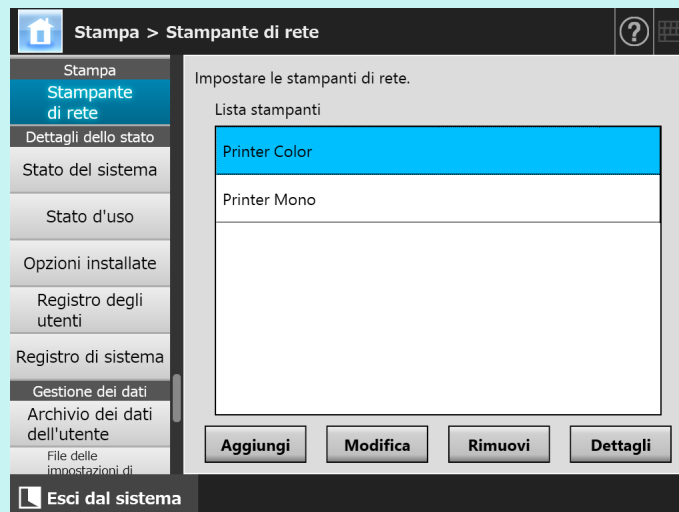 Stampa > Stampante di rete
?
Stampa
Stampante
di rete
Dettagli dello stato
Stato del sistema
Stato d'uso
Opzioni installate
Registro degli
utenti
Registro di sistema
Gestione dei dati
Archivio dei dati
dell'utente
File delle
impostazioni di
Impostare le stampanti di rete.
Lista stampanti
Printer Color
Printer Mono
Aggiungi
Modifica
Rimuovi
Dettagli
Esci dal sistema